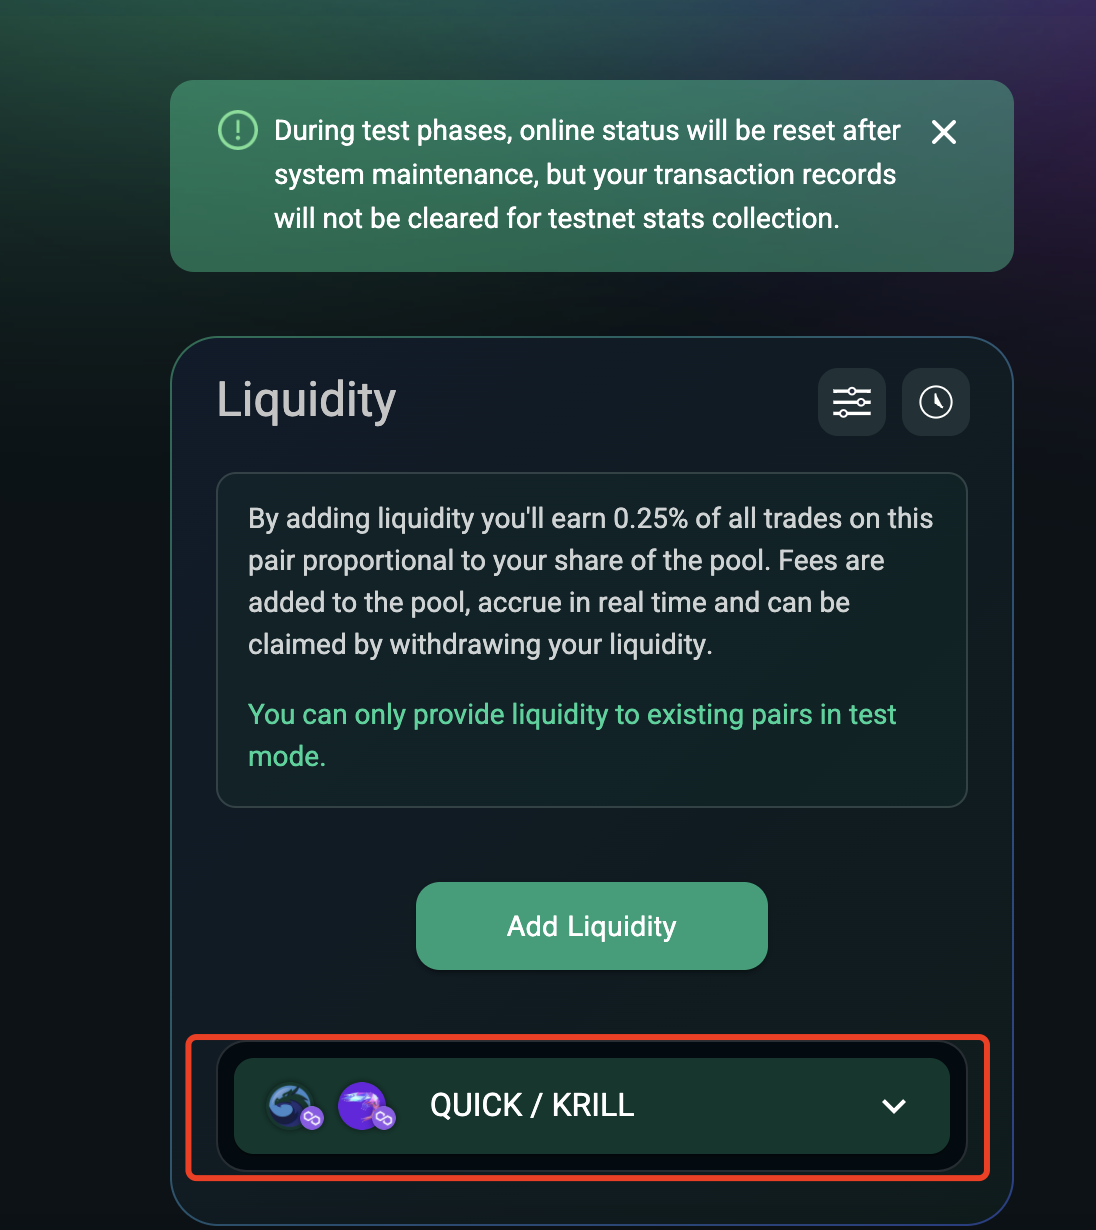 During test phases, online status will be reset after
system maintenance, but your transaction records
will not be cleared for testnet stats collection.
Liquidity
By adding liquidity you'll earn 0.25% of all trades on this
pair proportional to your share of the pool. Fees are
added to the pool, accrue in real time and can be
claimed by withdrawing your liquidity.
You can only provide liquidity to existing pairs in test
mode.
Add Liquidity
QUICK / KRILL